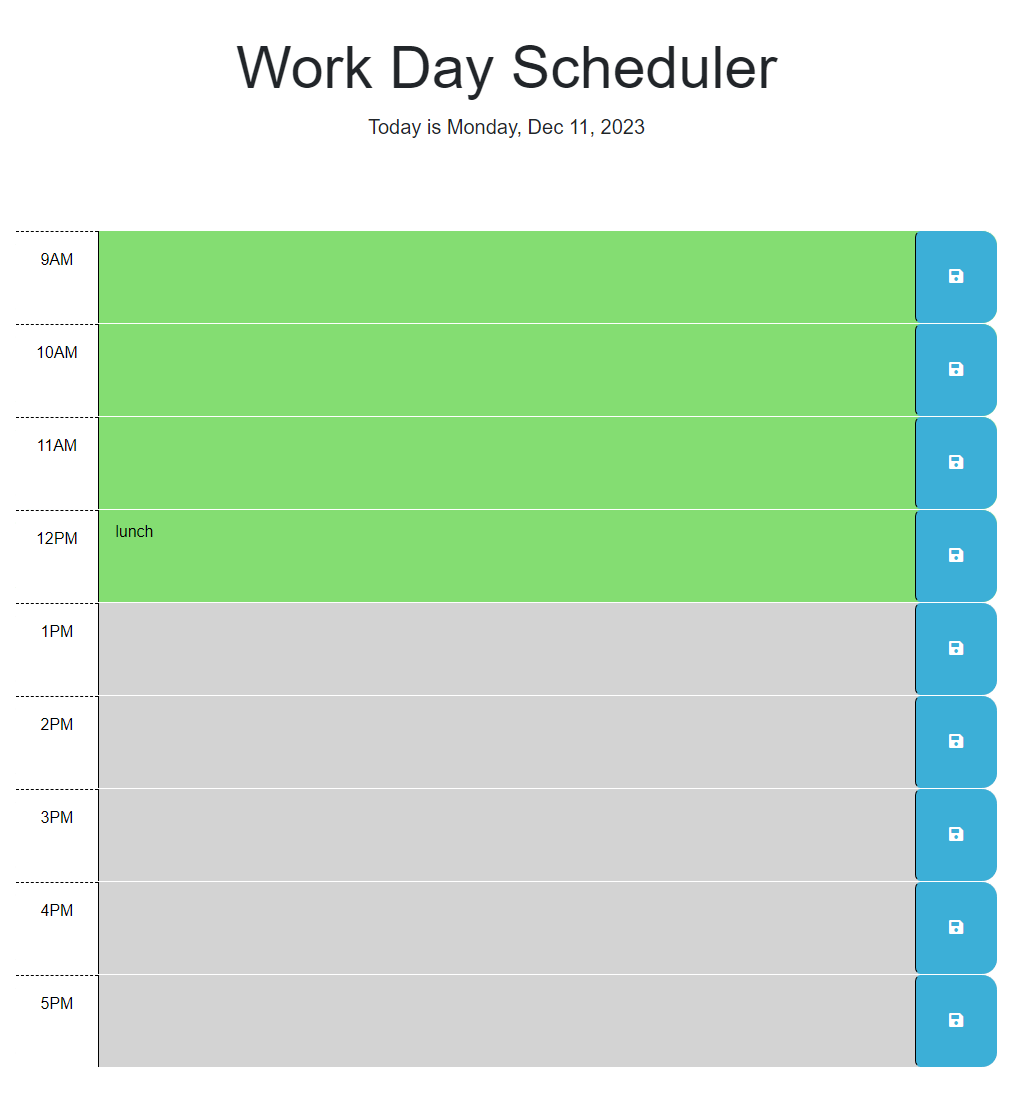 Work Day Scheduler
Today is Monday, Dec 11, 2023
9AM
10AM
11AM
12PM lunch
1PM
2PM
3PM
4PM
5PM